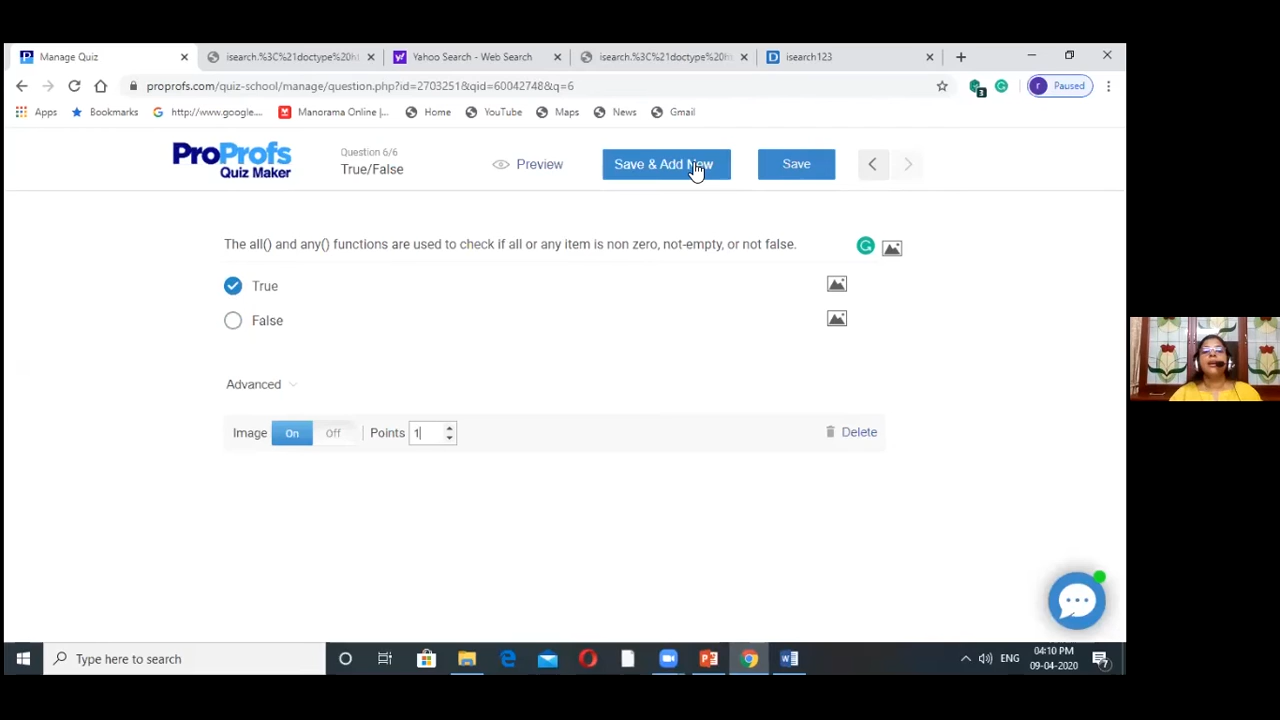 Manage Quiz
isearch.%3C%21doctype%20h
Yahoo Search - Web Search
isearch.%3C%21doctype%20h
isearch123
proprofs.com/quiz-school/manage/question.php?id=2703251&qid=60042748&q=6
r Paused
Apps
Bookmarks
http://www.google....
Manorama Online |...
Home
YouTube
Maps
News
Gmail
ProProfs
Quiz Maker
Question 6/6
True/False
Preview
Save & Add New
Save
The all() and any() functions are used to check if all or any item is non zero, not-empty, or not false.
True
False
Advanced
Image On Off Points 1
Delete
Type here to search
ENG
04:10 PM
09-04-2020
7